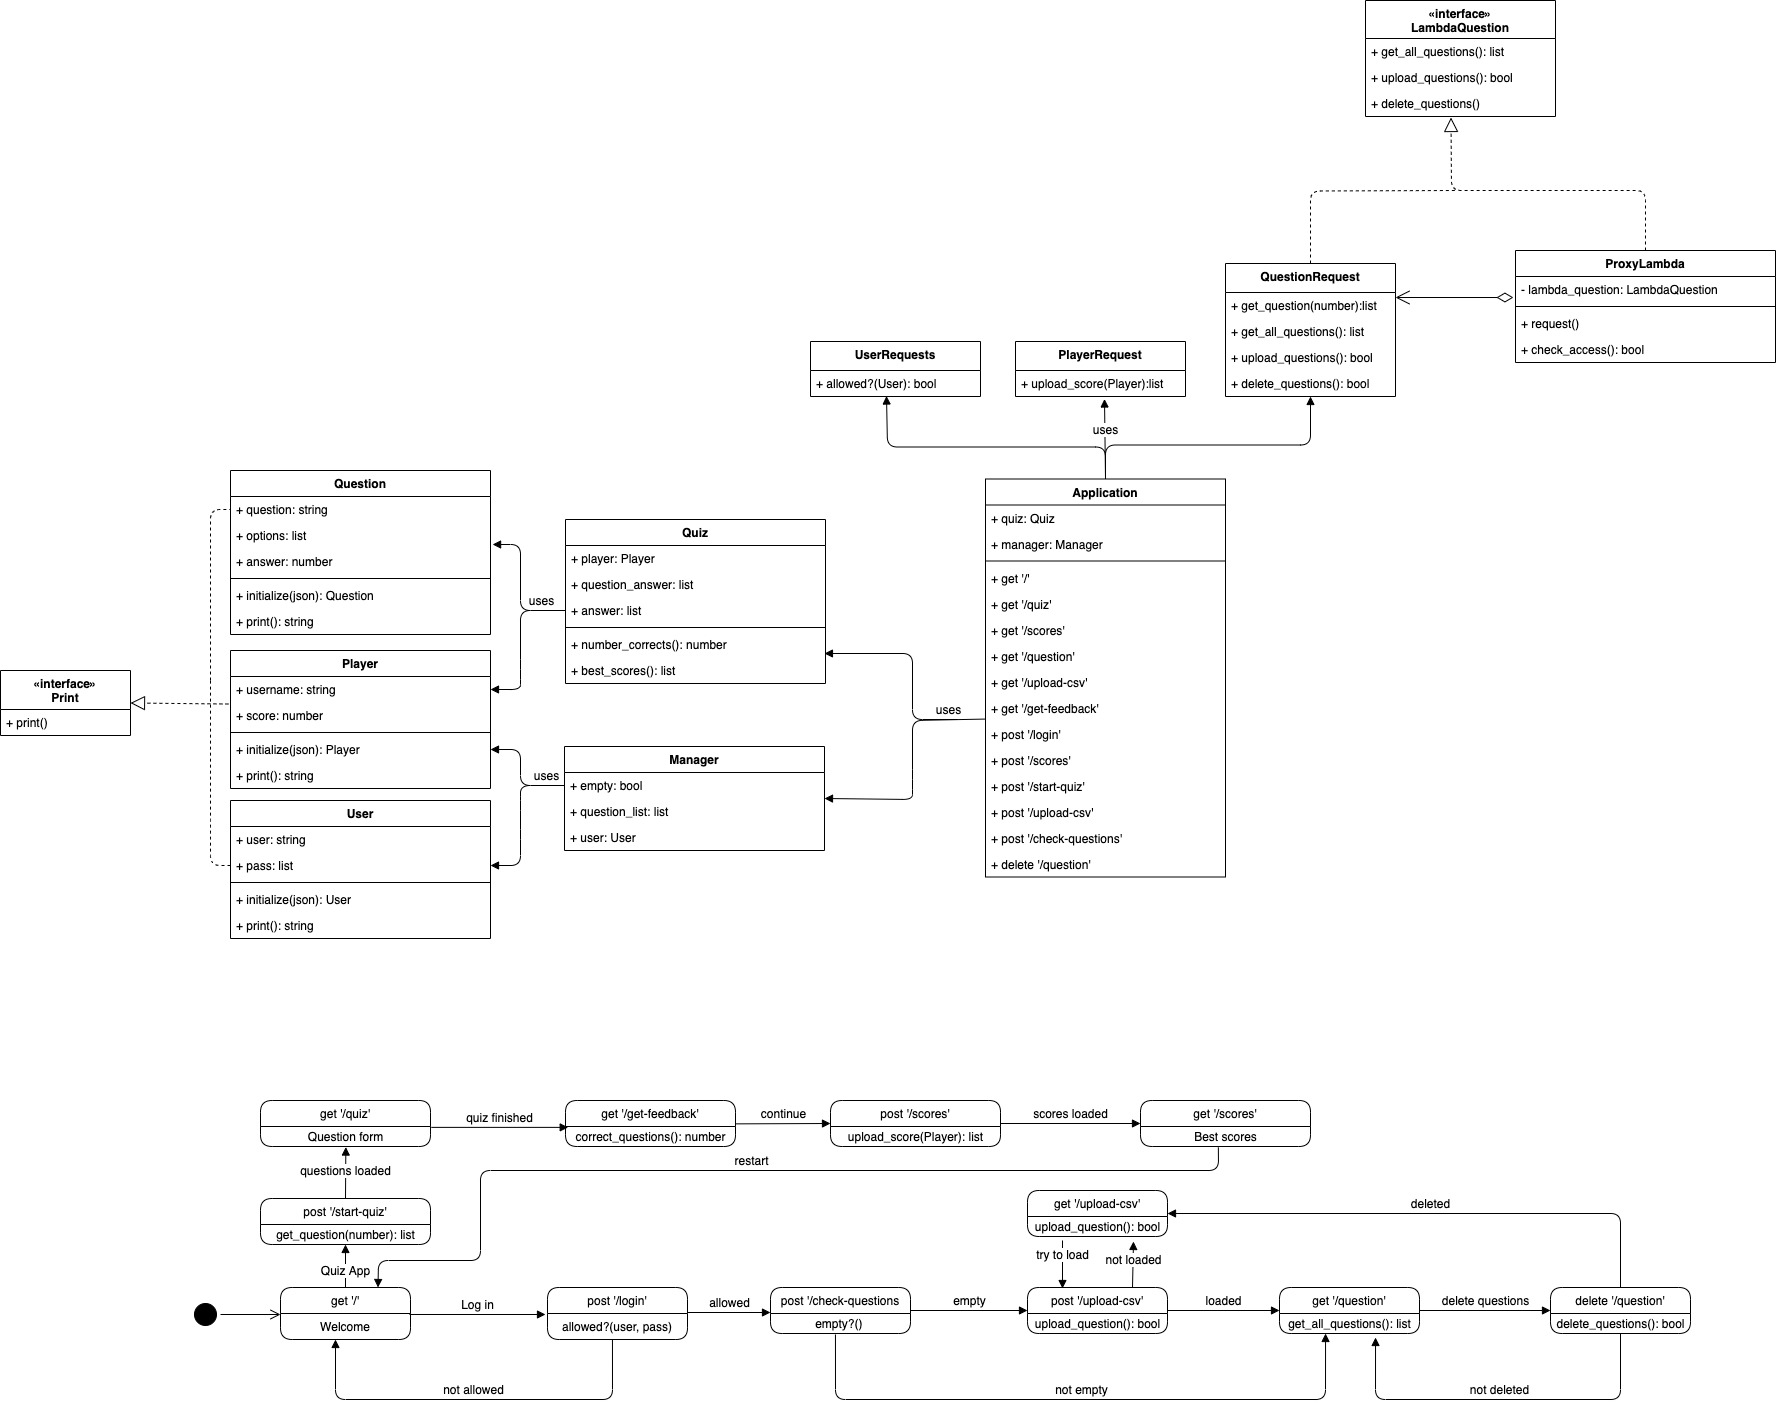 «interface»
LambdaQuestion
+ get_all_questions(): list
+ upload_questions(): bool
+ delete_questions()
QuestionRequest
+ get_question(number):list
+ get_all_questions(): list
+ upload_questions(): bool
+ delete_questions(): bool
ProxyLambda
- lambda_question: LambdaQuestion
+ request()
+ check_access(): bool
UserRequests
+ allowed?(User): bool
PlayerRequest
+ upload_score(Player):list
uses
Question
+ question: string
+ options: list
+ answer: number
+ initialize(json): Question
+ print(): string
Quiz
+ player: Player
+ question_answer: list
+ answer: list
+ number_corrects(): number
+ best_scores(): list
uses
Application
+ quiz: Quiz
+ manager: Manager
+ get '/'
+ get '/quiz'
+ get '/scores'
+ get '/question'
+ get '/upload-csv'
+ get '/get-feedback'
+ post '/login'
+ post '/scores'
+ post '/start-quiz'
+ post '/upload-csv'
+ post '/check-questions'
+ delete '/question'
uses
«interface»
Print
+ print()
Player
+ username: string
+ score: number
+ initialize(json): Player
+ print(): string
uses
Manager
+ empty: bool
+ question_list: list
+ user: User
User
+ user: string
+ pass: list
+ initialize(json): User
+ print(): string
get '/quiz'
Question form
quiz finished
get '/get-feedback'
correct_questions(): number
continue
post '/scores'
upload_score(Player): list
scores loaded
get '/scores'
Best scores
questions loaded
restart
post '/start-quiz'
get_question(number): list
get '/upload-csv'
upload_question(): bool
deleted
Quiz App
try to load
not loaded
get '/'
Welcome
Log in
post '/login'
allowed?(user, pass)
allowed
post '/check-questions
empty?()
empty
post '/upload-csv'
upload_question(): bool
loaded
get '/question'
get_all_questions(): list
delete questions
delete '/question'
delete_questions(): bool
not allowed
not empty
not deleted